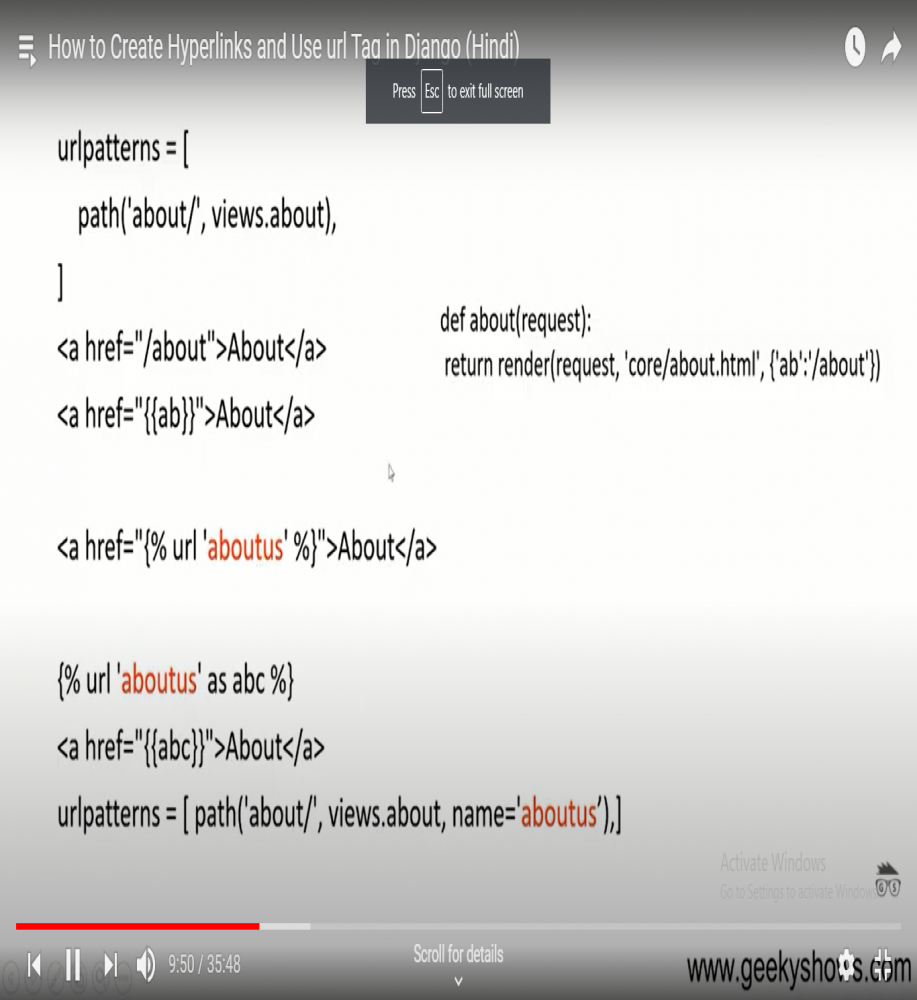 How to Create Hyperlinks and Use url Tag in Django (Hindi)
Press Esc to exit full screen
urlpatterns = [
path('about/', views.about),
]
<a href="/about">About</a>
<a href="{{ab}}">About</a>
def about(request):
return render(request, 'core/about.html', {'ab':'/about'})
<a href="{% url 'aboutus' %}">About</a>
{% url 'aboutus' as abc %}
<a href="{{abc}}">About</a>
urlpatterns = [ path('about/', views.about, name='aboutus’),]
Activate Windows
Go to Settings to activate Windows
GS
9:50 / 35:48
Scroll for details
www.geekyshows.com